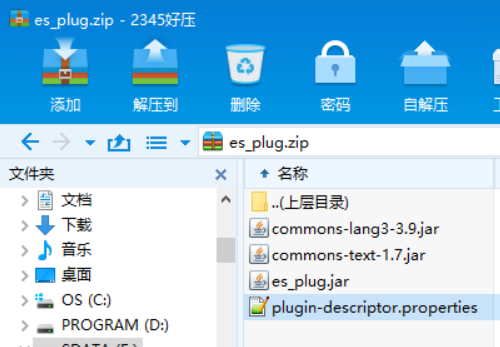 es_plug.zip - 2345好压
添加 解压到 删除 密码 自解压
es_plug.zip
文件夹 名称
文档 ..(上层目录)
下载 commons-lang3-3.9.jar
音乐 commons-text-1.7.jar
桌面 es_plug.jar
OS (C:) plugin-descriptor.properties
PROGRAM (D:)